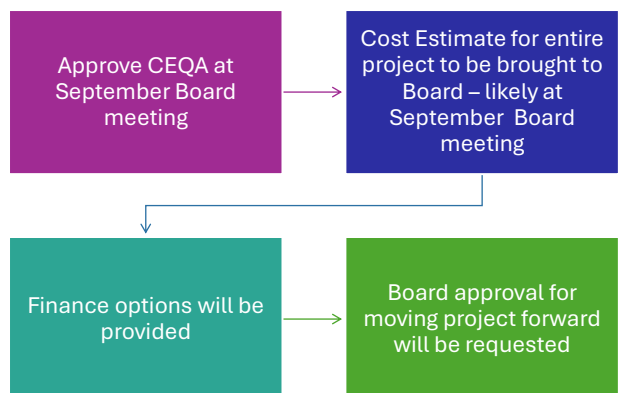 Approve CEQA at
September Board
meeting
Cost Estimate for entire
project to be brought to
Board – likely at
September Board
meeting
Finance options will be
provided
Board approval for
moving project forward
will be requested